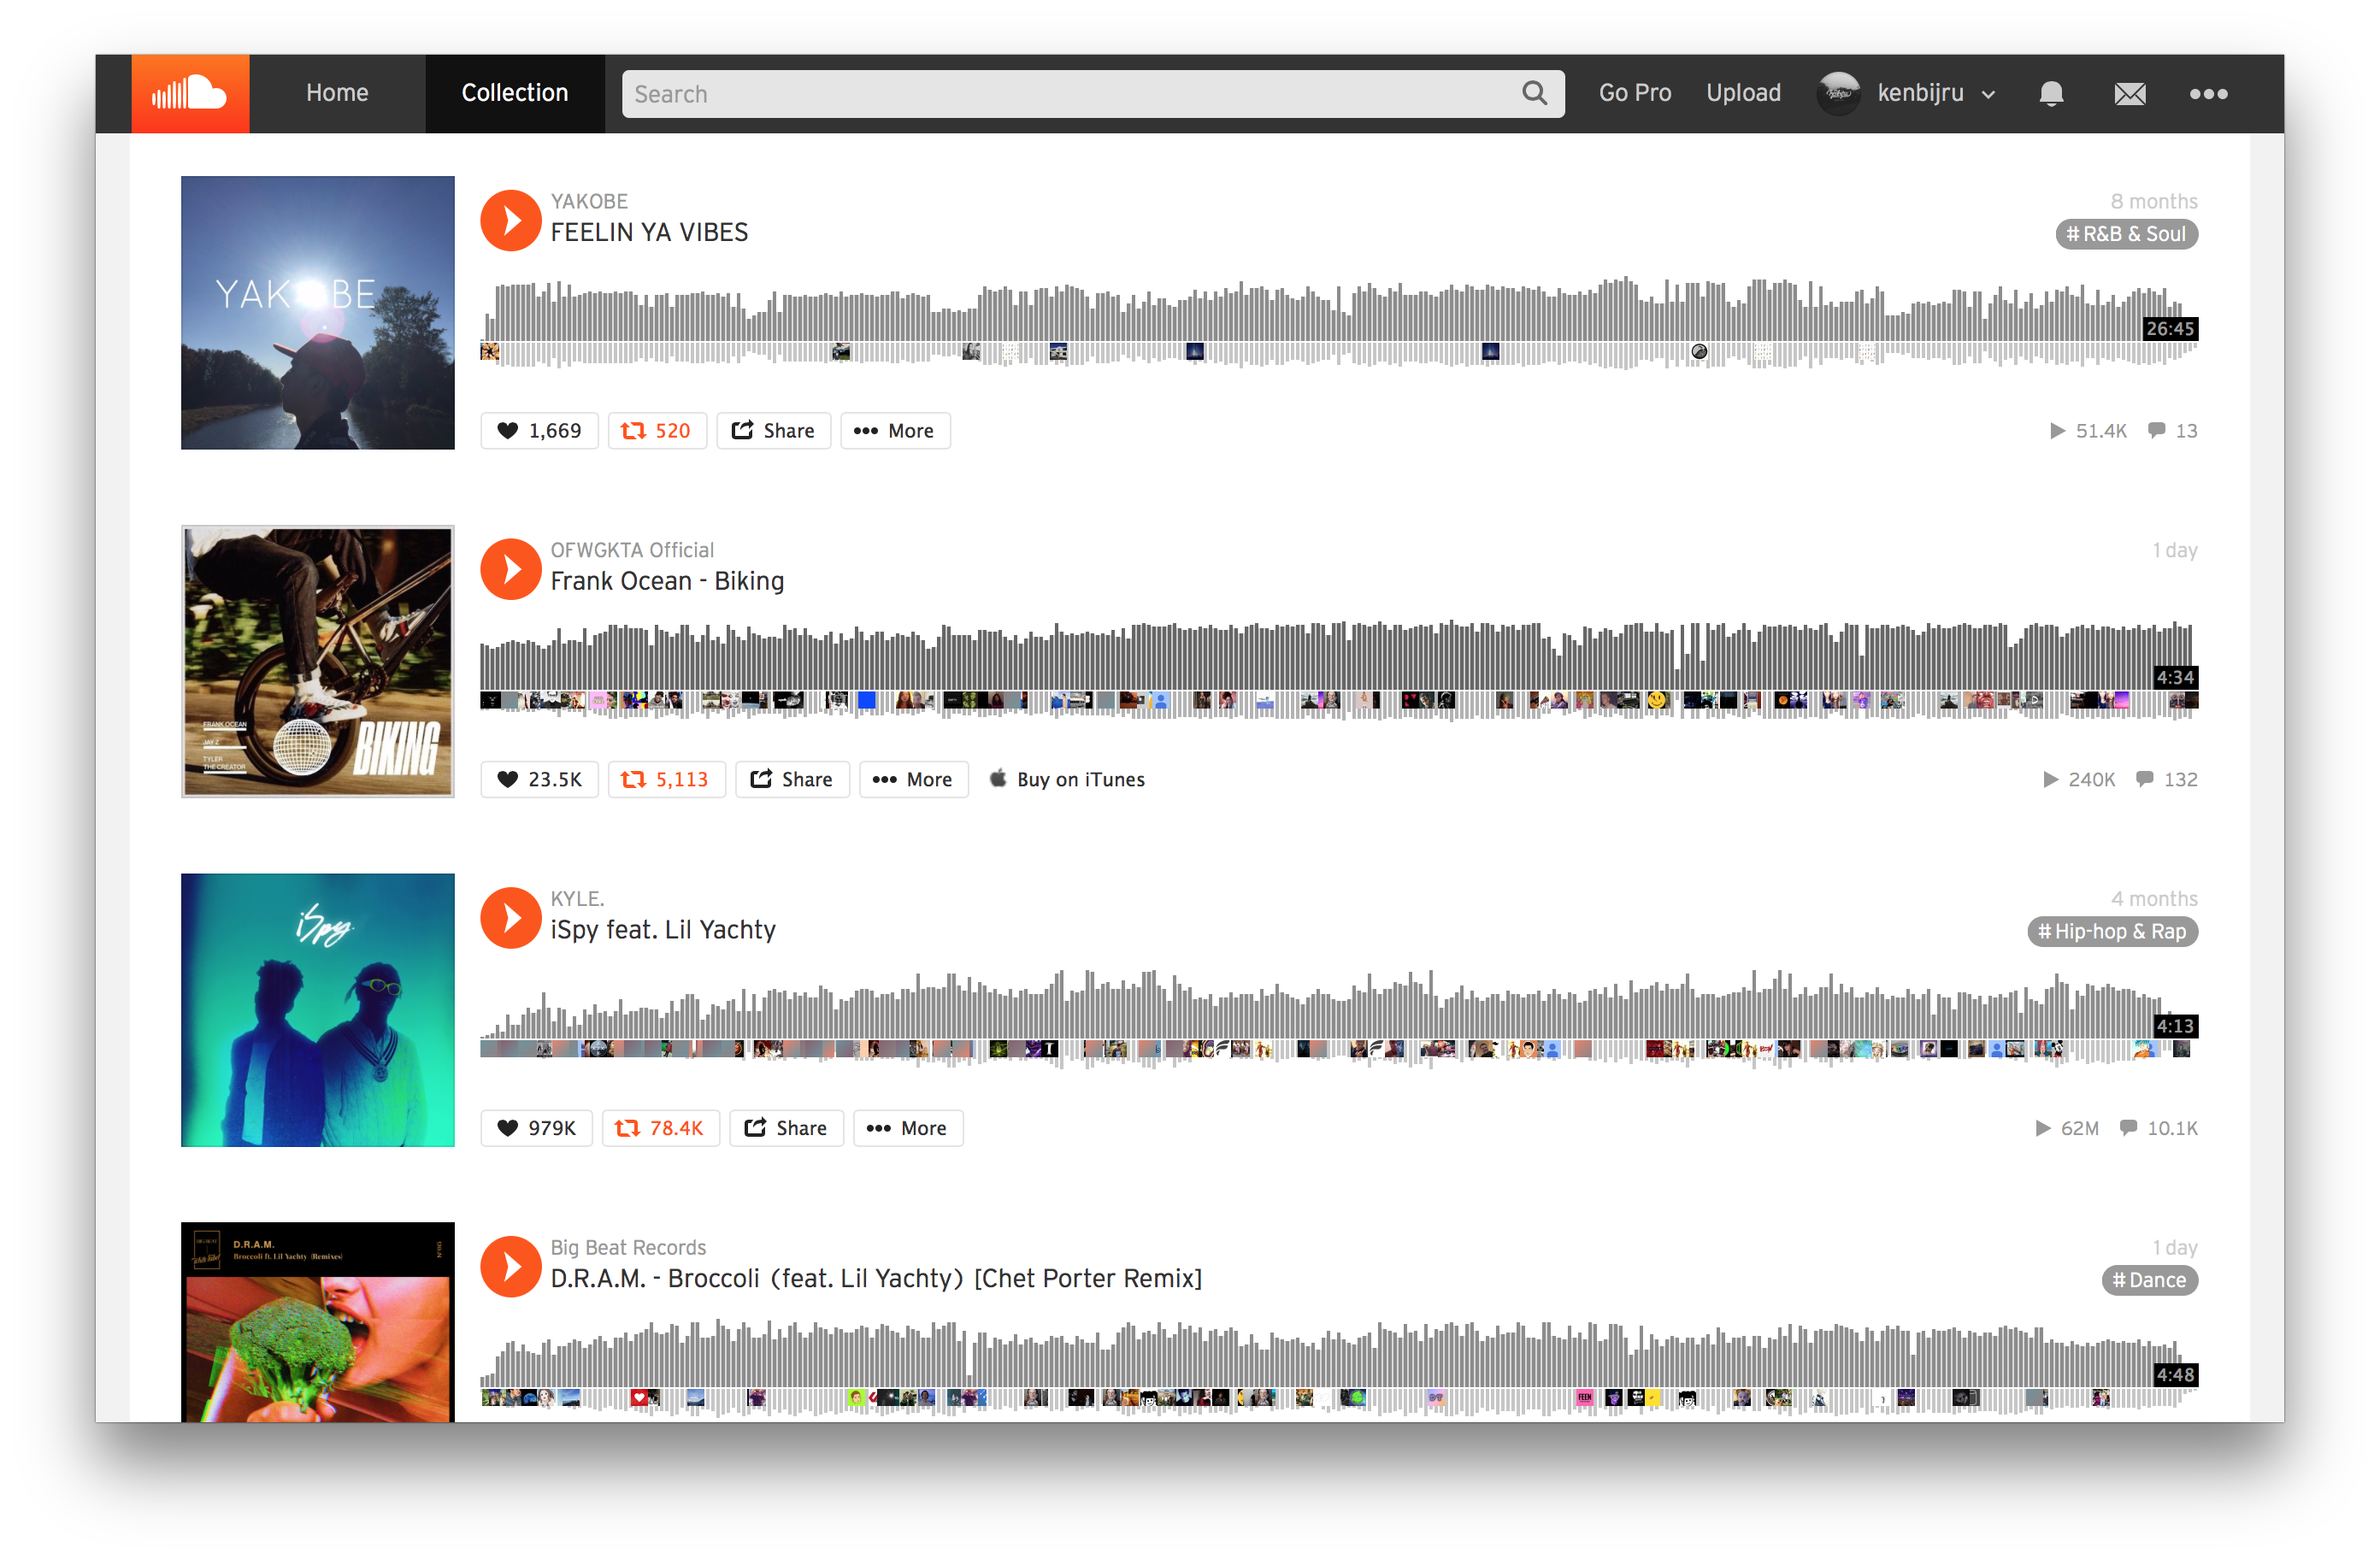 Home
Collection
Search
Go Pro
Upload
kenbijru
YAKOBE
YAKOBE
FEELIN YA VIBES
8 months
# R&B & Soul
26:45
1,669
520
Share
More
51.4K
13
FRANK OCEAN
JAY Z
TYLER
THE CREATOR
BIKING
OFWGKTA Official
Frank Ocean - Biking
1 day
4:34
23.5K
5,113
Share
More
Buy on iTunes
240K
132
iSpy.
KYLE.
iSpy feat. Lil Yachty
4 months
# Hip-hop & Rap
4:13
979K
78.4K
Share
More
62M
10.1K
D.R.A.M.
Broccoli ft. Lil Yachty (Remixes)
Big Beat Records
D.R.A.M. - Broccoli (feat. Lil Yachty) [Chet Porter Remix]
1 day
# Dance
4:48